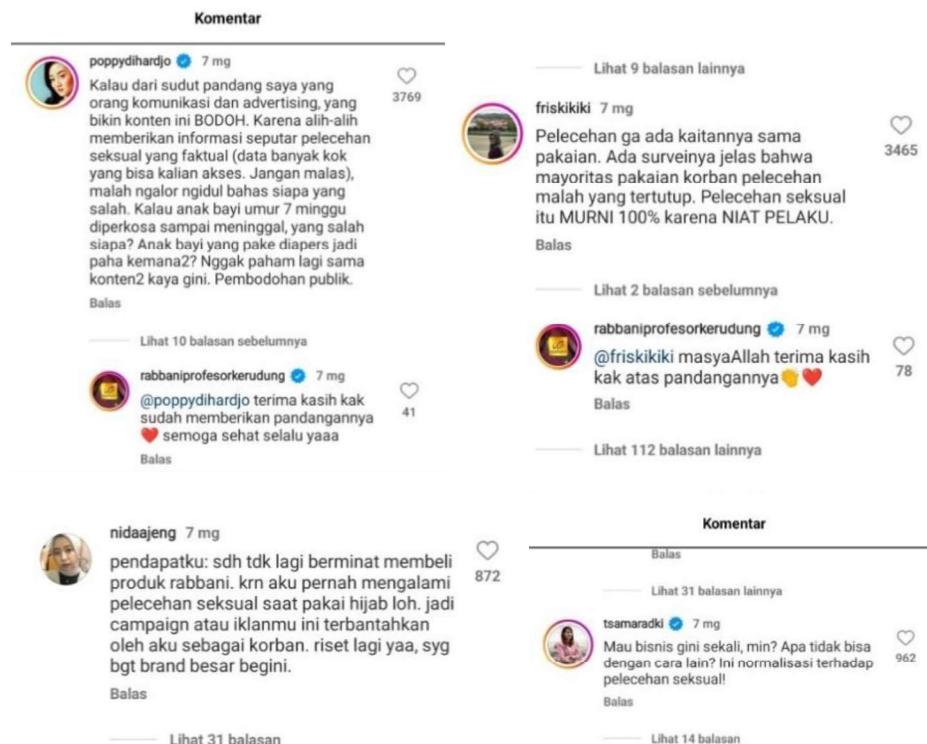 Komentar
poppydihardjo 7 mg
Kalau dari sudut pandang saya yang
orang komunikasi dan advertising, yang
bikin konten ini BODOH. Karena alih-alih
memberikan informasi seputar pelecehan
seksual yang faktual (data banyak kok
yang bisa kalian akses. Jangan malas),
malah ngalor ngidul bahas siapa yang
salah. Kalau anak bayi umur 7 minggu
diperkosa sampai meninggal, yang salah
siapa? Anak bayi yang pake diapers jadi
paha kemana2? Nggak paham lagi sama
konten2 kaya gini. Pembodohan publik.
3769
Balas
Lihat 10 balasan sebelumnya
rabbaniprofesorkerudung 7 mg
@poppydihardjo terima kasih kak
sudah memberikan pandangannya
❤️ semoga sehat selalu yaaa
41
Balas
Lihat 9 balasan lainnya
friskikiki 7 mg
Pelecehan ga ada kaitannya sama
pakaian. Ada surveinya jelas bahwa
mayoritas pakaian korban pelecehan
malah yang tertutup. Pelecehan seksual
itu MURNI 100% karena NIAT PELAKU.
3465
Balas
Lihat 2 balasan sebelumnya
rabbaniprofesorkerudung 7 mg
@friskikiki masyaAllah terima kasih
kak atas pandangannya👏❤️
78
Balas
Lihat 112 balasan lainnya
nidaajeng 7 mg
pendapatku: sdh tdk lagi berminat membeli
produk rabbani. krn aku pernah mengalami
pelecehan seksual saat pakai hijab loh. jadi
campaign atau iklanmu ini terbantahkan
oleh aku sebagai korban. riset lagi yaa, syg
bgt brand besar begini.
872
Balas
Lihat 31 balasan
Komentar
Balas
Lihat 31 balasan lainnya
tsamaradki 7 mg
Mau bisnis gini sekali, min? Apa tidak bisa
dengan cara lain? Ini normalisasi terhadap
pelecehan seksual!
962
Balas
Lihat 14 balasan